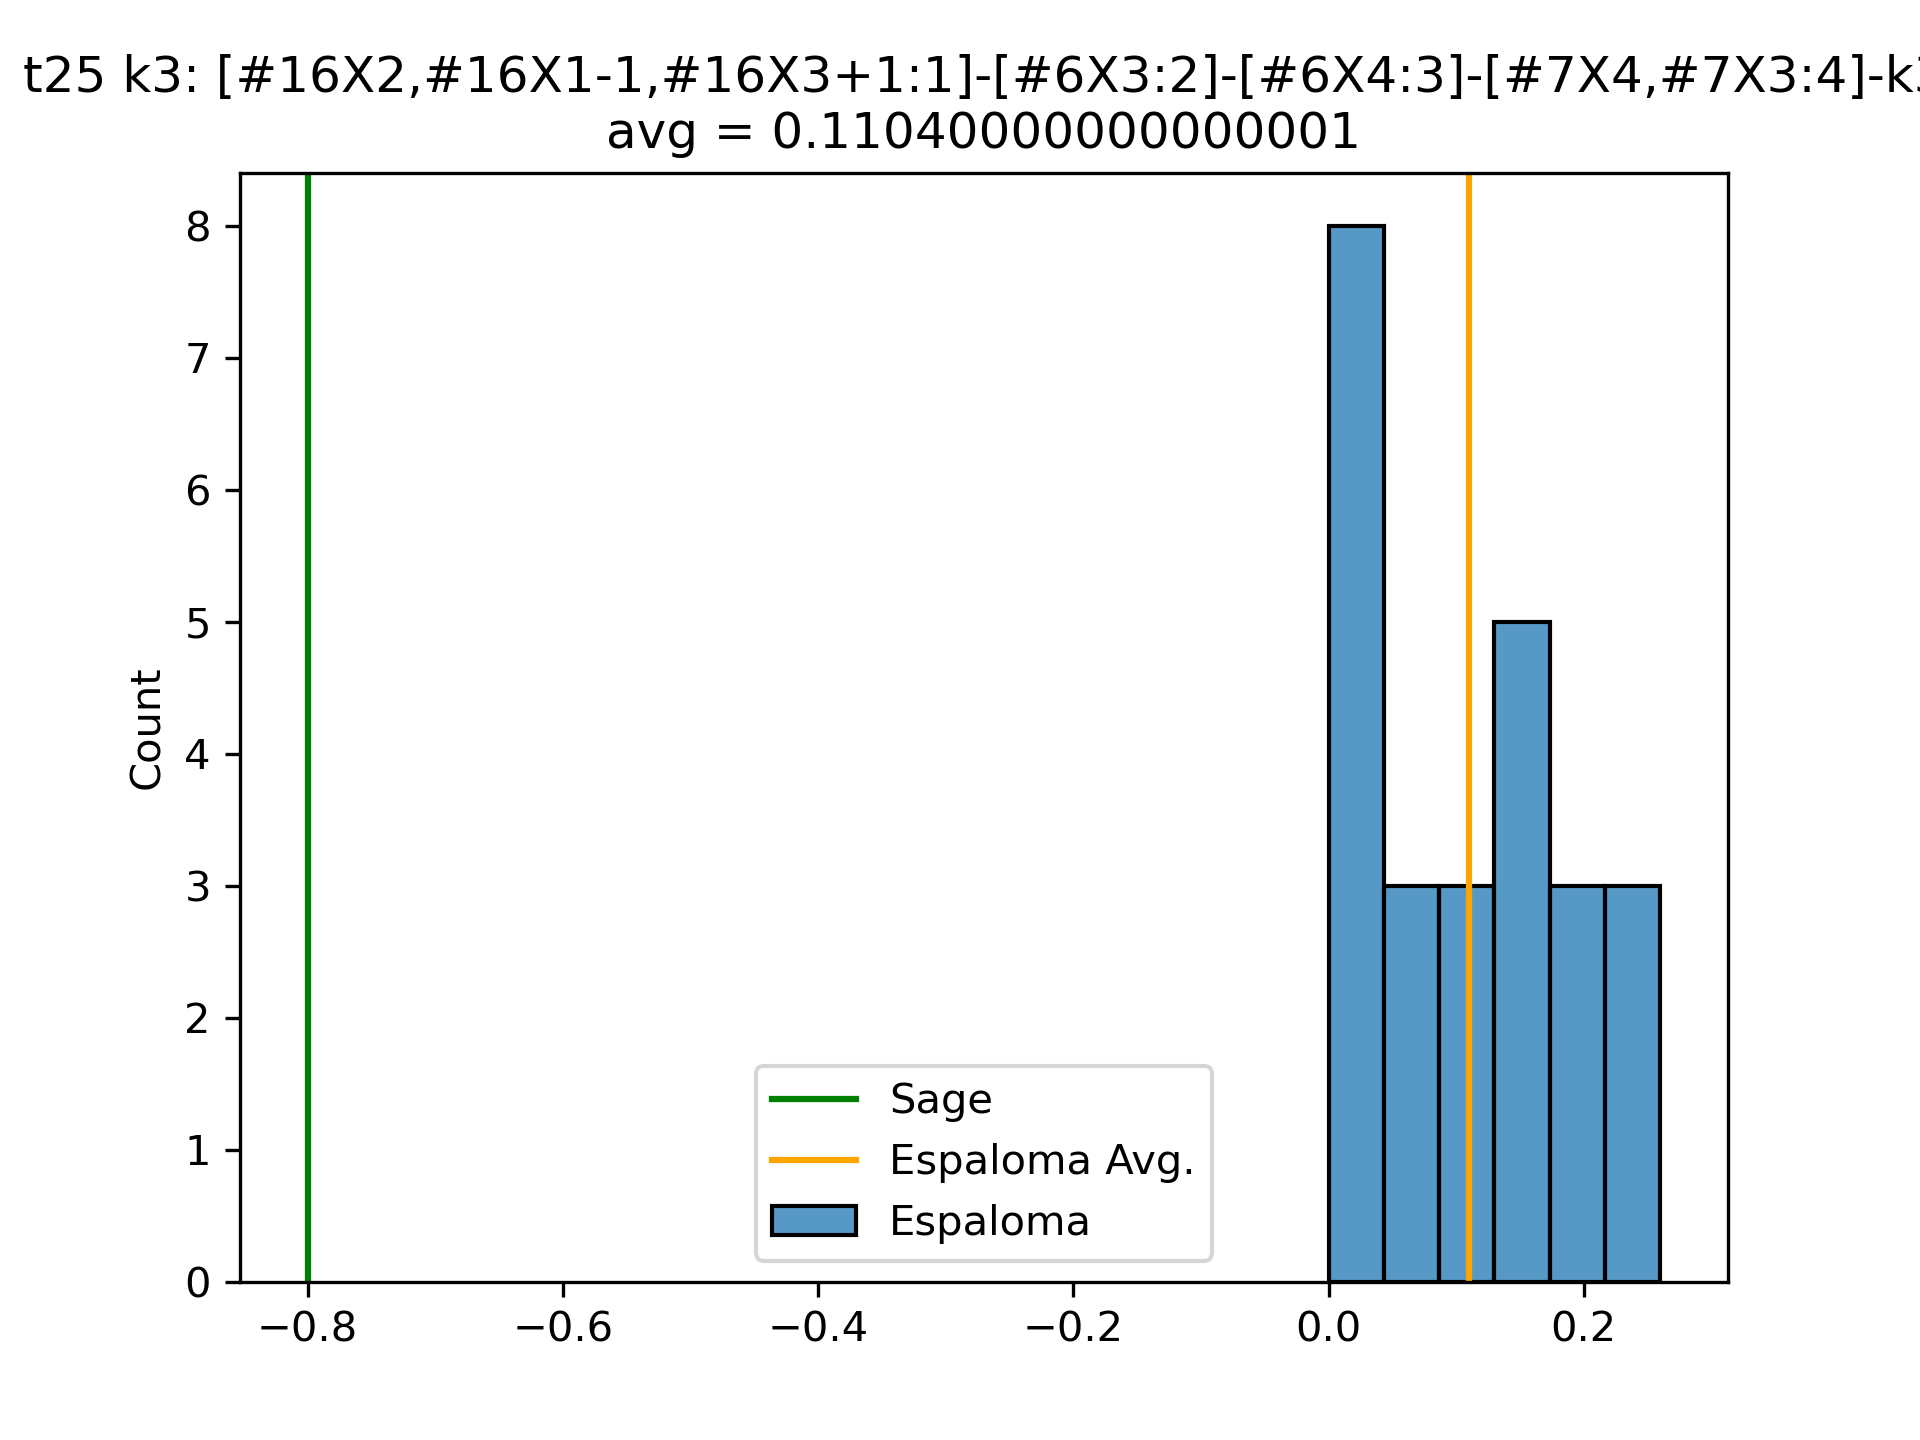 t25 k3: [#16X2,#16X1-1,#16X3+1:1]-[#6X3:2]-[#6X4:3]-[#7X4,#7X3:4]-k3
avg = 0.11040000000000001
8
7
6
5
4
3
2
1
0
Count
Sage
Espaloma Avg.
Espaloma
−0.8 −0.6 −0.4 −0.2 0.0 0.2